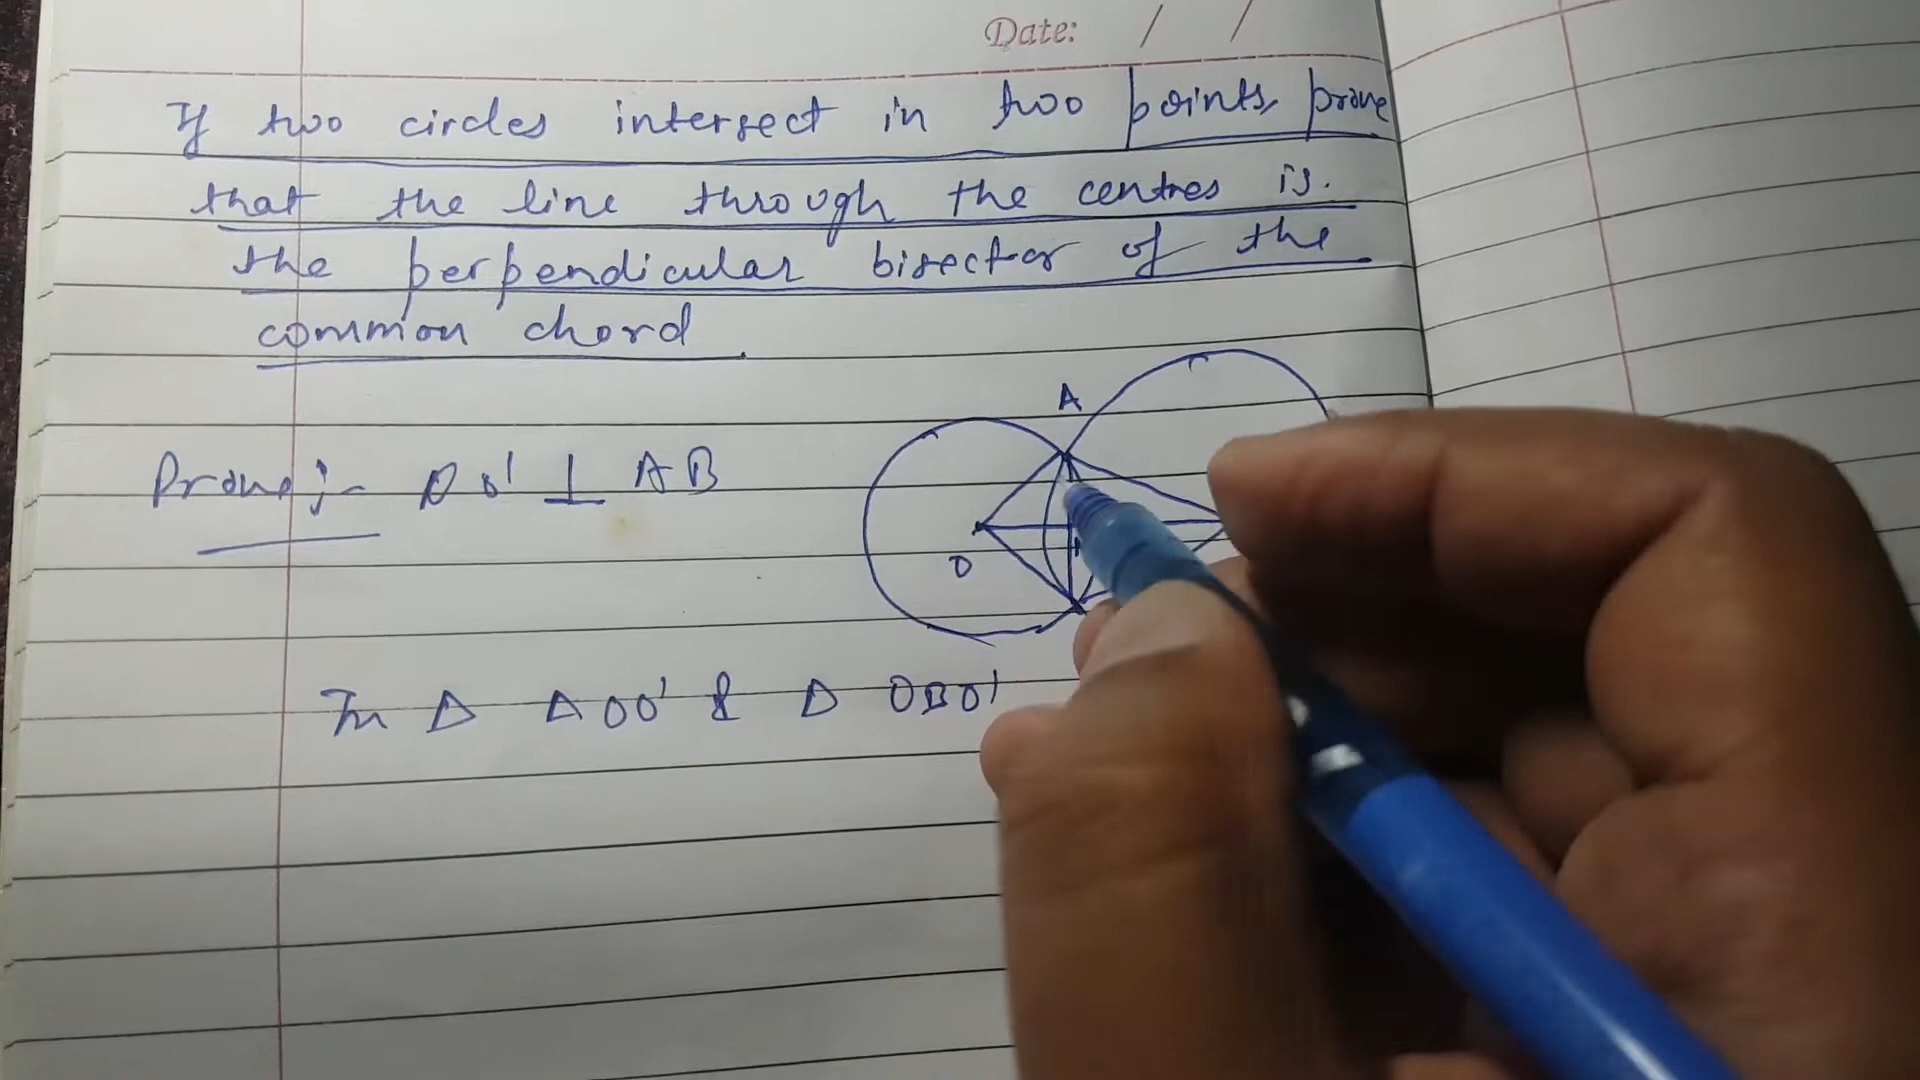 Date: / /
If two circles intersect in two points, prove
that the line through the centres is.
the perpendicular bisector of the
common chord.
A
Prove :- OO' ⊥ AB
O
In Δ AOO' & Δ OBO'